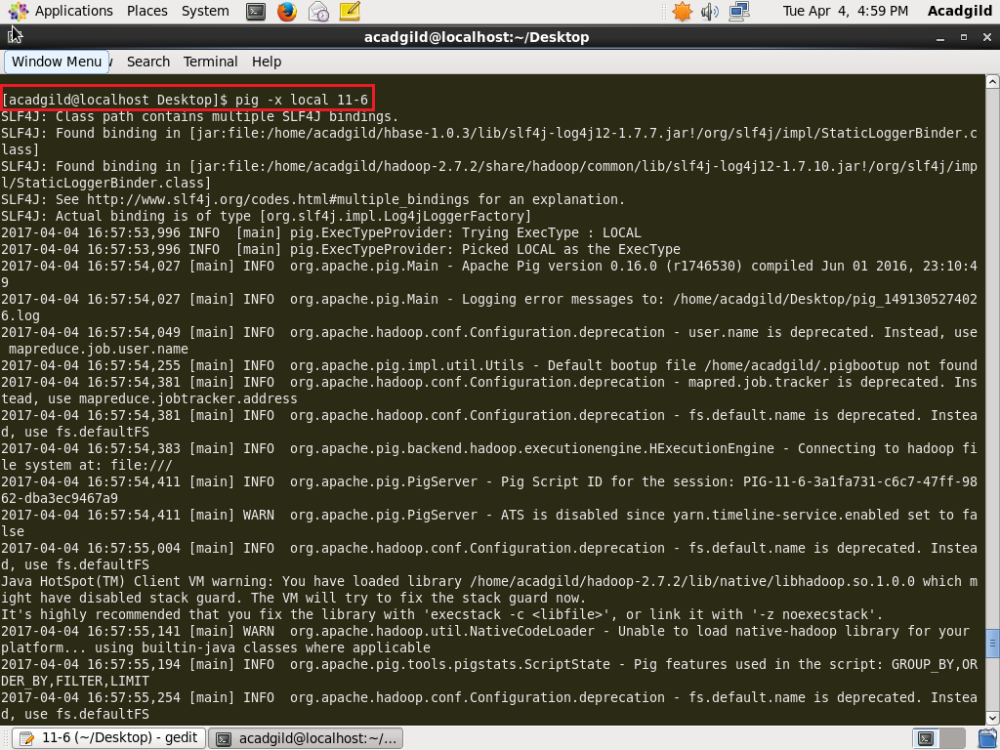 Applications Places System Tue Apr 4, 4:59 PM Acadgild
acadgild@localhost:~/Desktop
Window Menu Search Terminal Help
[acadgild@localhost Desktop]$ pig -x local 11-6
SLF4J: Class path contains multiple SLF4J bindings.
SLF4J: Found binding in [jar:file:/home/acadgild/hbase-1.0.3/lib/slf4j-log4j12-1.7.7.jar!/org/slf4j/impl/StaticLoggerBinder.c
lass]
SLF4J: Found binding in [jar:file:/home/acadgild/hadoop-2.7.2/share/hadoop/common/lib/slf4j-log4j12-1.7.10.jar!/org/slf4j/imp
l/StaticLoggerBinder.class]
SLF4J: See http://www.slf4j.org/codes.html#multiple_bindings for an explanation.
SLF4J: Actual binding is of type [org.slf4j.impl.Log4jLoggerFactory]
2017-04-04 16:57:53,996 INFO  [main] pig.ExecTypeProvider: Trying ExecType : LOCAL
2017-04-04 16:57:53,996 INFO  [main] pig.ExecTypeProvider: Picked LOCAL as the ExecType
2017-04-04 16:57:54,027 [main] INFO  org.apache.pig.Main - Apache Pig version 0.16.0 (r1746530) compiled Jun 01 2016, 23:10:4
9
2017-04-04 16:57:54,027 [main] INFO  org.apache.pig.Main - Logging error messages to: /home/acadgild/Desktop/pig_149130527402
6.log
2017-04-04 16:57:54,049 [main] INFO  org.apache.hadoop.conf.Configuration.deprecation - user.name is deprecated. Instead, use
 mapreduce.job.user.name
2017-04-04 16:57:54,255 [main] INFO  org.apache.pig.impl.util.Utils - Default bootup file /home/acadgild/.pigbootup not found
2017-04-04 16:57:54,381 [main] INFO  org.apache.hadoop.conf.Configuration.deprecation - mapred.job.tracker is deprecated. Ins
tead, use mapreduce.jobtracker.address
2017-04-04 16:57:54,381 [main] INFO  org.apache.hadoop.conf.Configuration.deprecation - fs.default.name is deprecated. Instea
d, use fs.defaultFS
2017-04-04 16:57:54,383 [main] INFO  org.apache.pig.backend.hadoop.executionengine.HExecutionEngine - Connecting to hadoop fi
le system at: file:///
2017-04-04 16:57:54,411 [main] INFO  org.apache.pig.PigServer - Pig Script ID for the session: PIG-11-6-3a1fa731-c6c7-47ff-98
62-dba3ec9467a9
2017-04-04 16:57:54,411 [main] WARN  org.apache.pig.PigServer - ATS is disabled since yarn.timeline-service.enabled set to fa
lse
2017-04-04 16:57:55,004 [main] INFO  org.apache.hadoop.conf.Configuration.deprecation - fs.default.name is deprecated. Instea
d, use fs.defaultFS
Java HotSpot(TM) Client VM warning: You have loaded library /home/acadgild/hadoop-2.7.2/lib/native/libhadoop.so.1.0.0 which m
ight have disabled stack guard. The VM will try to fix the stack guard now.
It's highly recommended that you fix the library with 'execstack -c <libfile>', or link it with '-z noexecstack'.
2017-04-04 16:57:55,141 [main] WARN  org.apache.hadoop.util.NativeCodeLoader - Unable to load native-hadoop library for your
platform... using builtin-java classes where applicable
2017-04-04 16:57:55,194 [main] INFO  org.apache.pig.tools.pigstats.ScriptState - Pig features used in the script: GROUP_BY,OR
DER_BY,FILTER,LIMIT
2017-04-04 16:57:55,254 [main] INFO  org.apache.hadoop.conf.Configuration.deprecation - fs.default.name is deprecated. Instea
d, use fs.defaultFS
11-6 (~/Desktop) - gedit acadgild@localhost:~/...